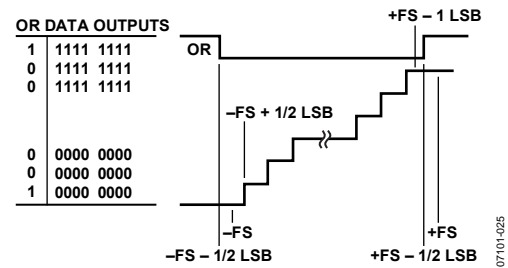 OR DATA OUTPUTS
1 1111 1111
0 1111 1111
0 1111 1111
0 0000 0000
0 0000 0000
1 0000 0000
OR
+FS – 1 LSB
–FS + 1/2 LSB
–FS
–FS – 1/2 LSB
+FS
+FS – 1/2 LSB
07101-025